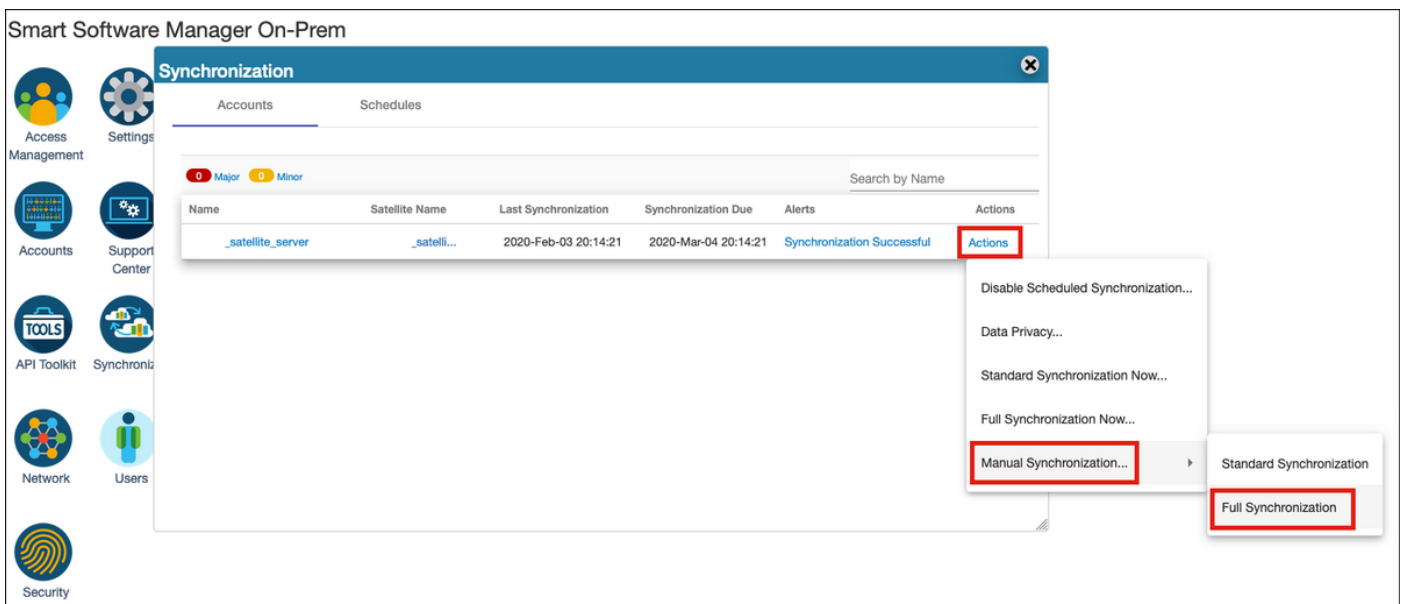 Smart Software Manager On-Prem
Synchronization
Accounts Schedules
Access
Management
Settings
0 Major 0 Minor
Search by Name
Name Satellite Name Last Synchronization Synchronization Due Alerts Actions
_satellite_server _satelli... 2020-Feb-03 20:14:21 2020-Mar-04 20:14:21 Synchronization Successful Actions
Accounts
Support
Center
Disable Scheduled Synchronization...
Data Privacy...
TOOLS
API Toolkit
Synchroniz
Standard Synchronization Now...
Full Synchronization Now...
Manual Synchronization...
Standard Synchronization
Full Synchronization
Network
Users
Security